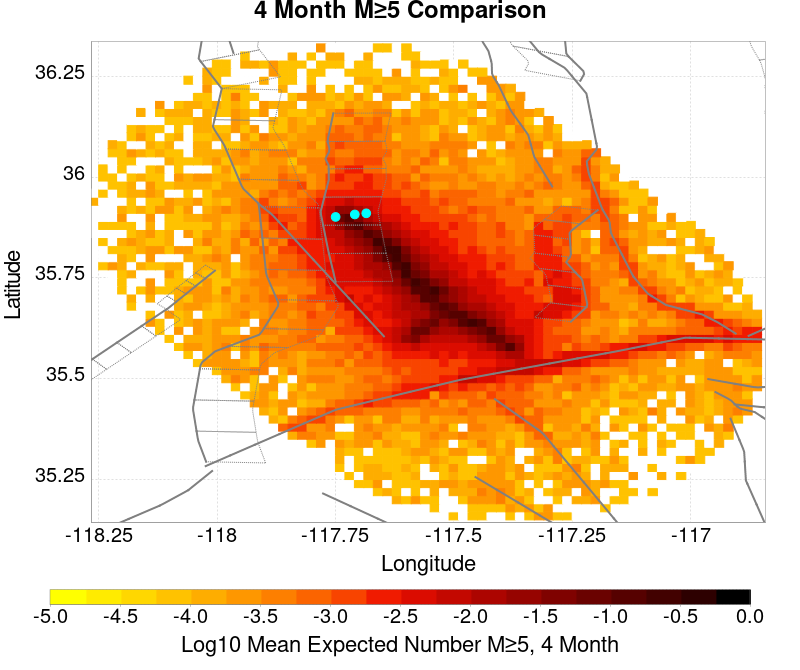 4 Month M≥5 Comparison
36.25
36
35.75
35.5
35.25
Latitude
-118.25 -118 -117.75 -117.5 -117.25 -117
Longitude
-5.0 -4.5 -4.0 -3.5 -3.0 -2.5 -2.0 -1.5 -1.0 -0.5 0.0
Log10 Mean Expected Number M≥5, 4 Month